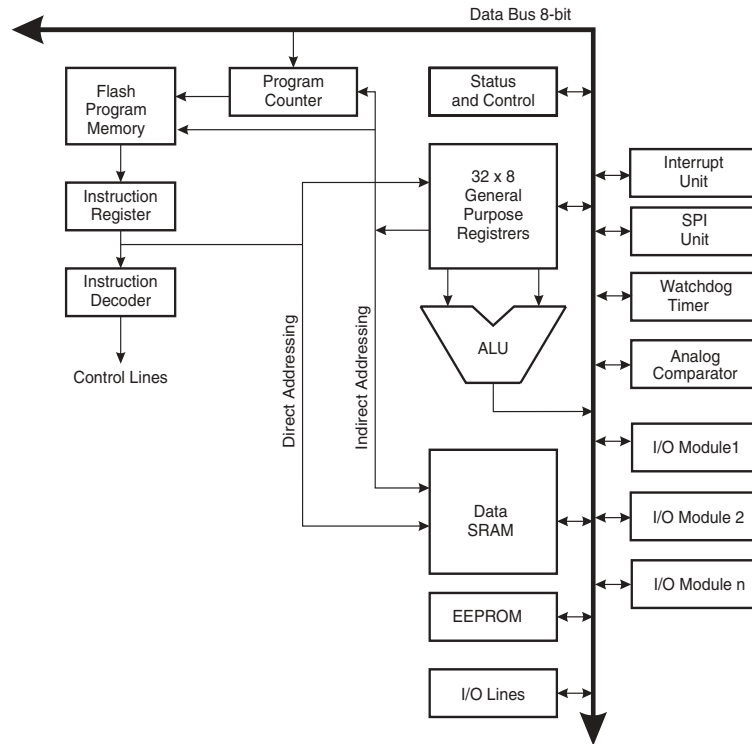 Data Bus 8-bit
Flash
Program
Memory
Program
Counter
Status
and Control
Instruction
Register
32 x 8
General
Purpose
Registrers
Interrupt
Unit
SPI
Unit
Instruction
Decoder
Watchdog
Timer
ALU
Analog
Comparator
Control Lines
Direct Addressing
Indirect Addressing
I/O Module1
Data
SRAM
I/O Module 2
I/O Module n
EEPROM
I/O Lines